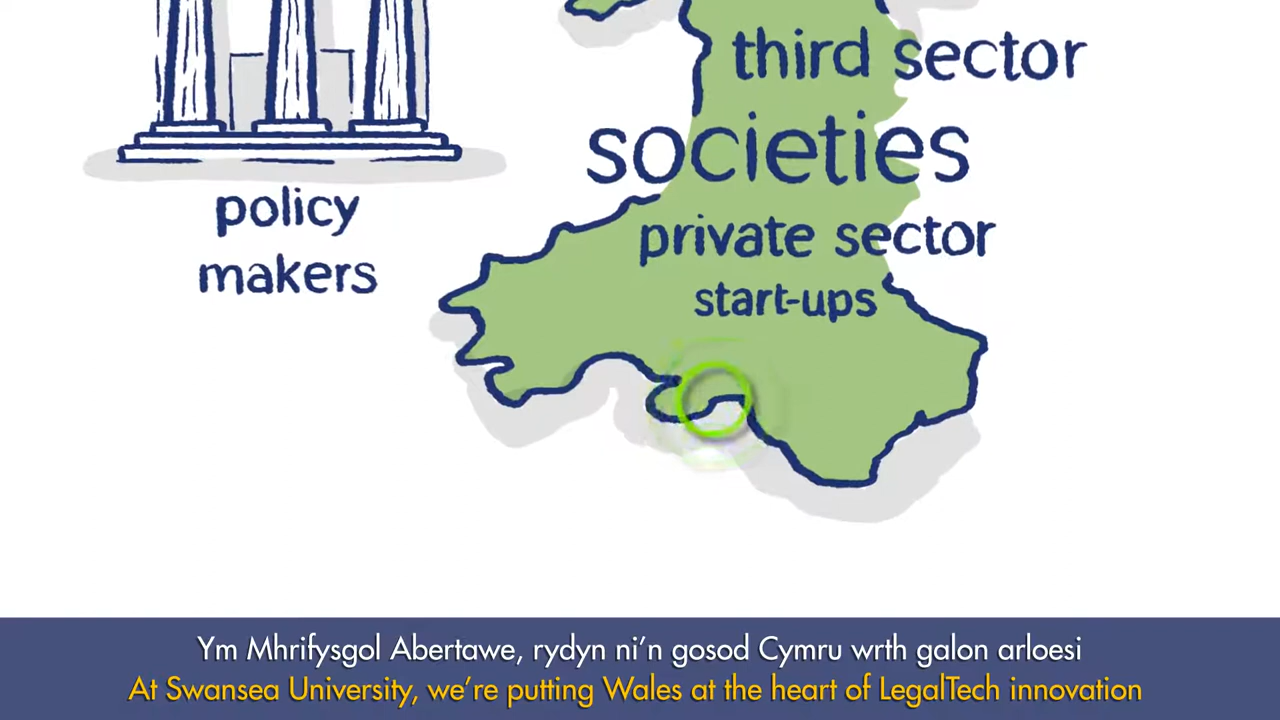 third sector
societies
policy
makers
private sector
start-ups
Ym Mhrifysgol Abertawe, rydyn ni'n gosod Cymru wrth galon arloesi
At Swansea University, we're putting Wales at the heart of LegalTech innovation